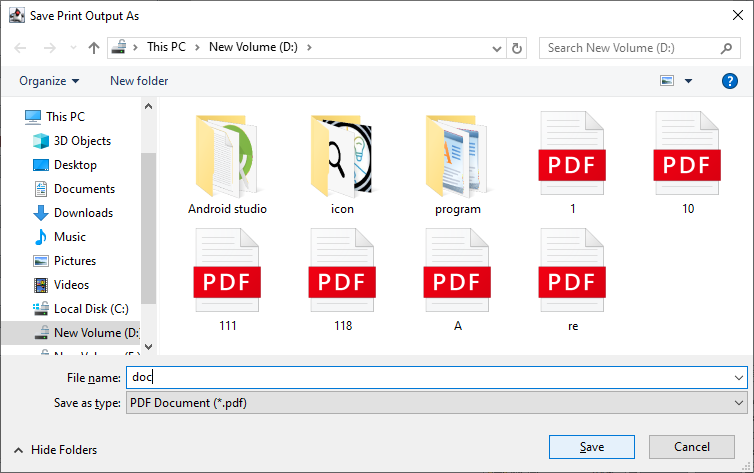 Save Print Output As
This PC > New Volume (D:) >
Search New Volume (D:)
Organize
New folder
?
This PC
3D Objects
Desktop
Documents
Downloads
Music
Pictures
Videos
Local Disk (C:)
New Volume (D:)
Android studio
icon
program
PDF
1
PDF
10
PDF
111
PDF
118
PDF
A
PDF
re
File name: doc
Save as type: PDF Document (*.pdf)
Hide Folders
Save
Cancel